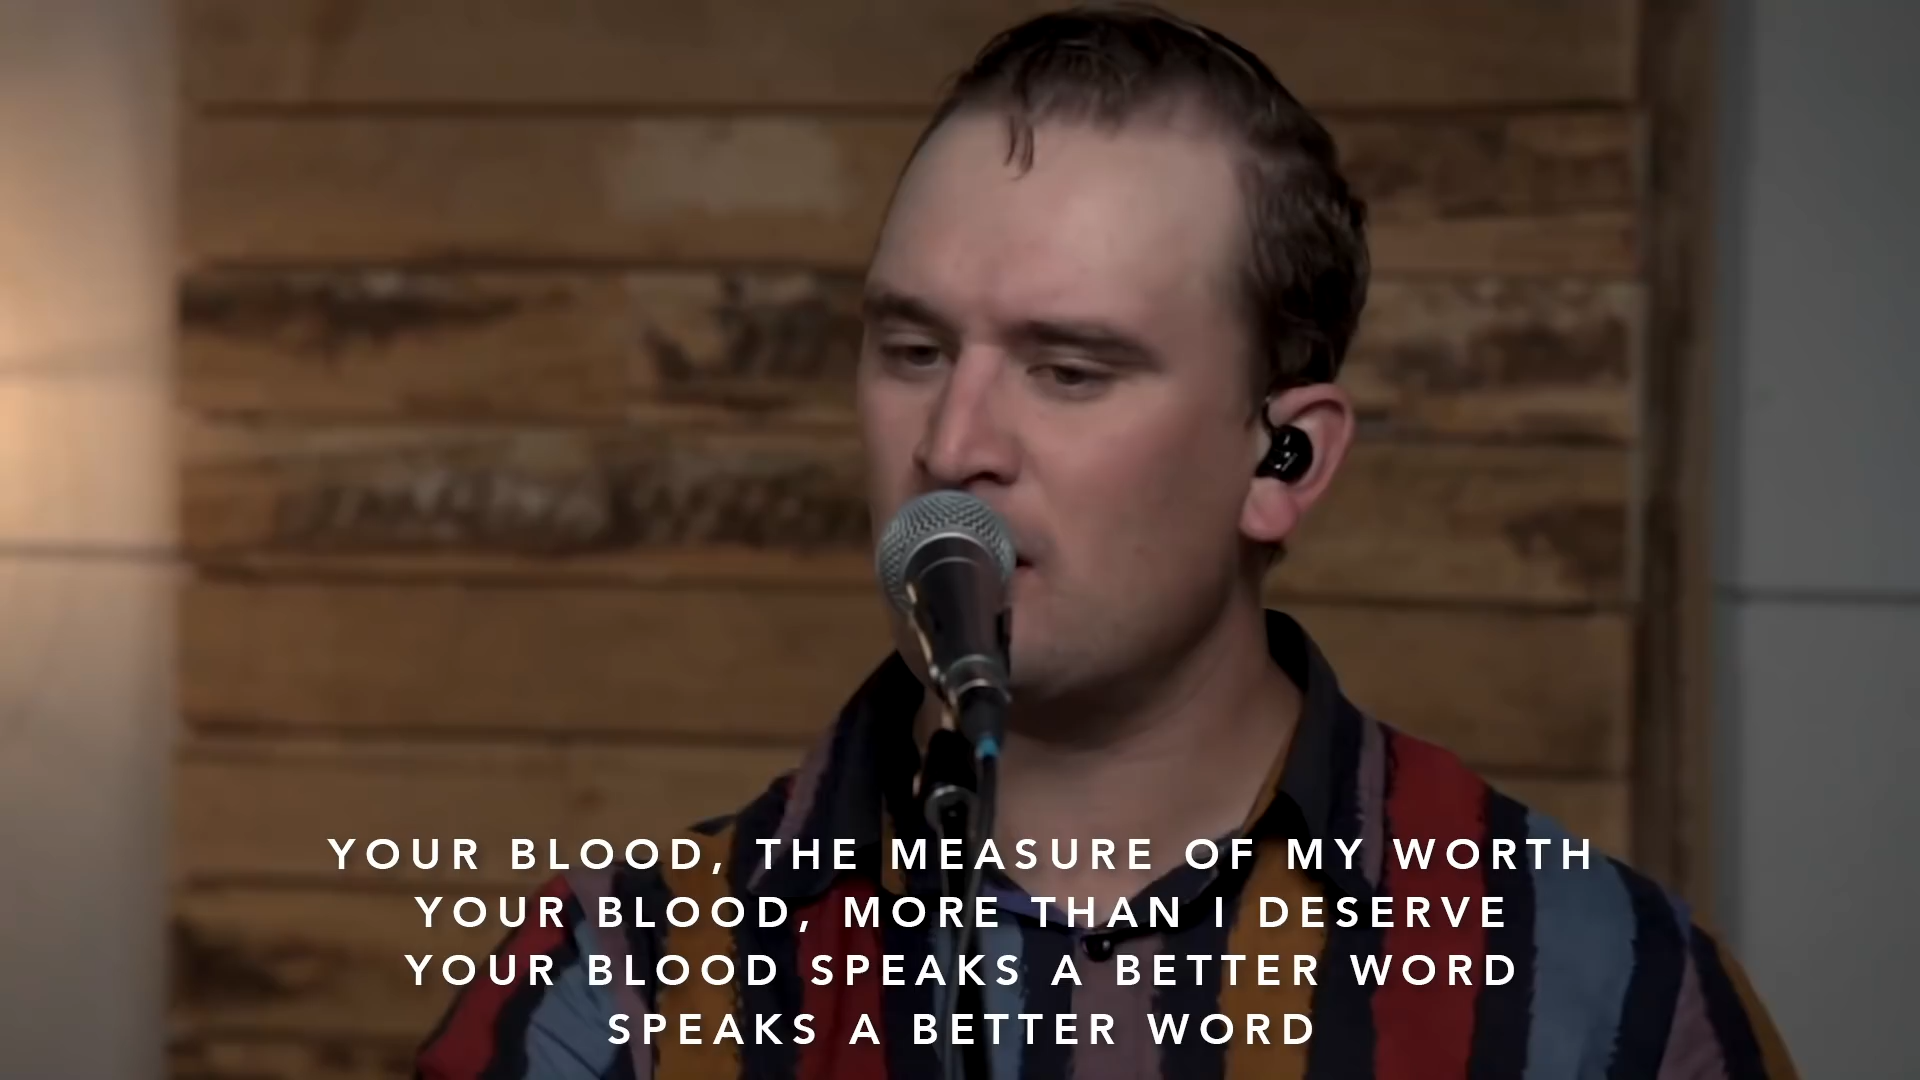 YOUR BLOOD, THE MEASURE OF MY WORTH
YOUR BLOOD, MORE THAN I DESERVE
YOUR BLOOD SPEAKS A BETTER WORD
SPEAKS A BETTER WORD